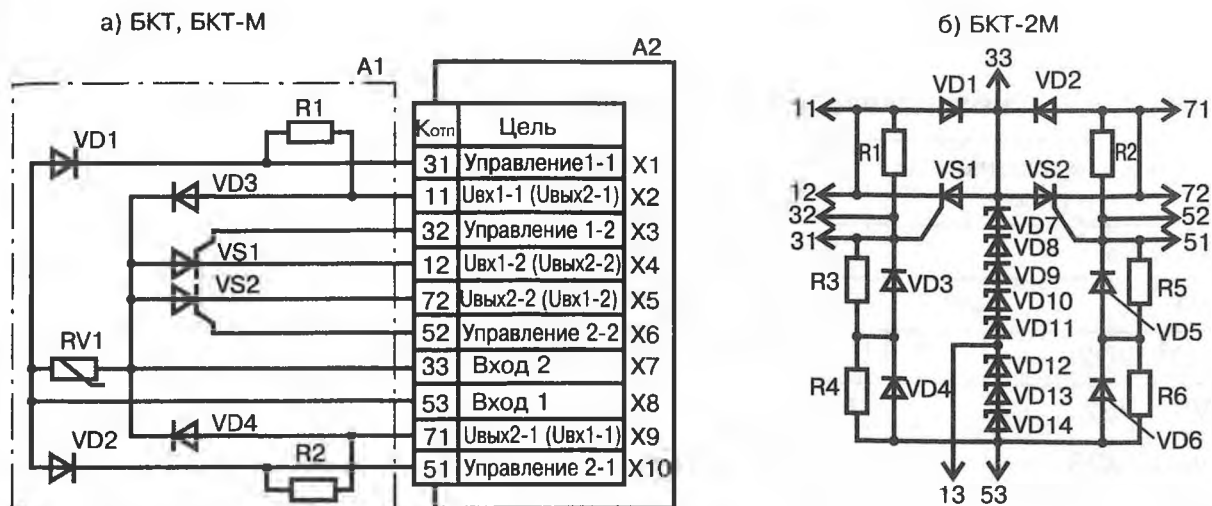 а) БКТ, БКТ-М
A2
A1
R1
VD1
VD3
VS1
VS2
RV1
VD4
VD2
R2
Котп Цель
31 Управление1-1 X1
11 Uвх1-1 (Uвых2-1) X2
32 Управление 1-2 X3
12 Uвх1-2 (Uвых2-2) X4
72 Uвых2-2 (Uвх1-2) X5
52 Управление 2-2 X6
33 Вход 2 X7
53 Вход 1 X8
71 Uвых2-1 (Uвх1-1) X9
51 Управление 2-1 X10
б) БКТ-2М
33
VD1 VD2
11 71
R1 R2
VS1 VS2
12 72
32 52
31 51
VD7
VD8
R3 VD3 VD9 R5
VD10
VD11 VD5
R4 VD4 VD12 R6
VD13
VD14 VD6
13 53